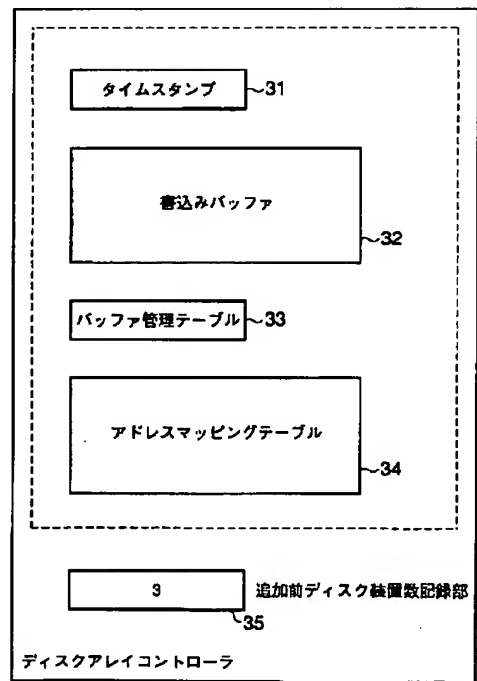 タイムスタンプ 31
書込みバッファ
32
バッファ管理テーブル 33
アドレスマッピングテーブル
34
3 追加前ディスク装置数記録部
35
ディスクアレイコントローラ